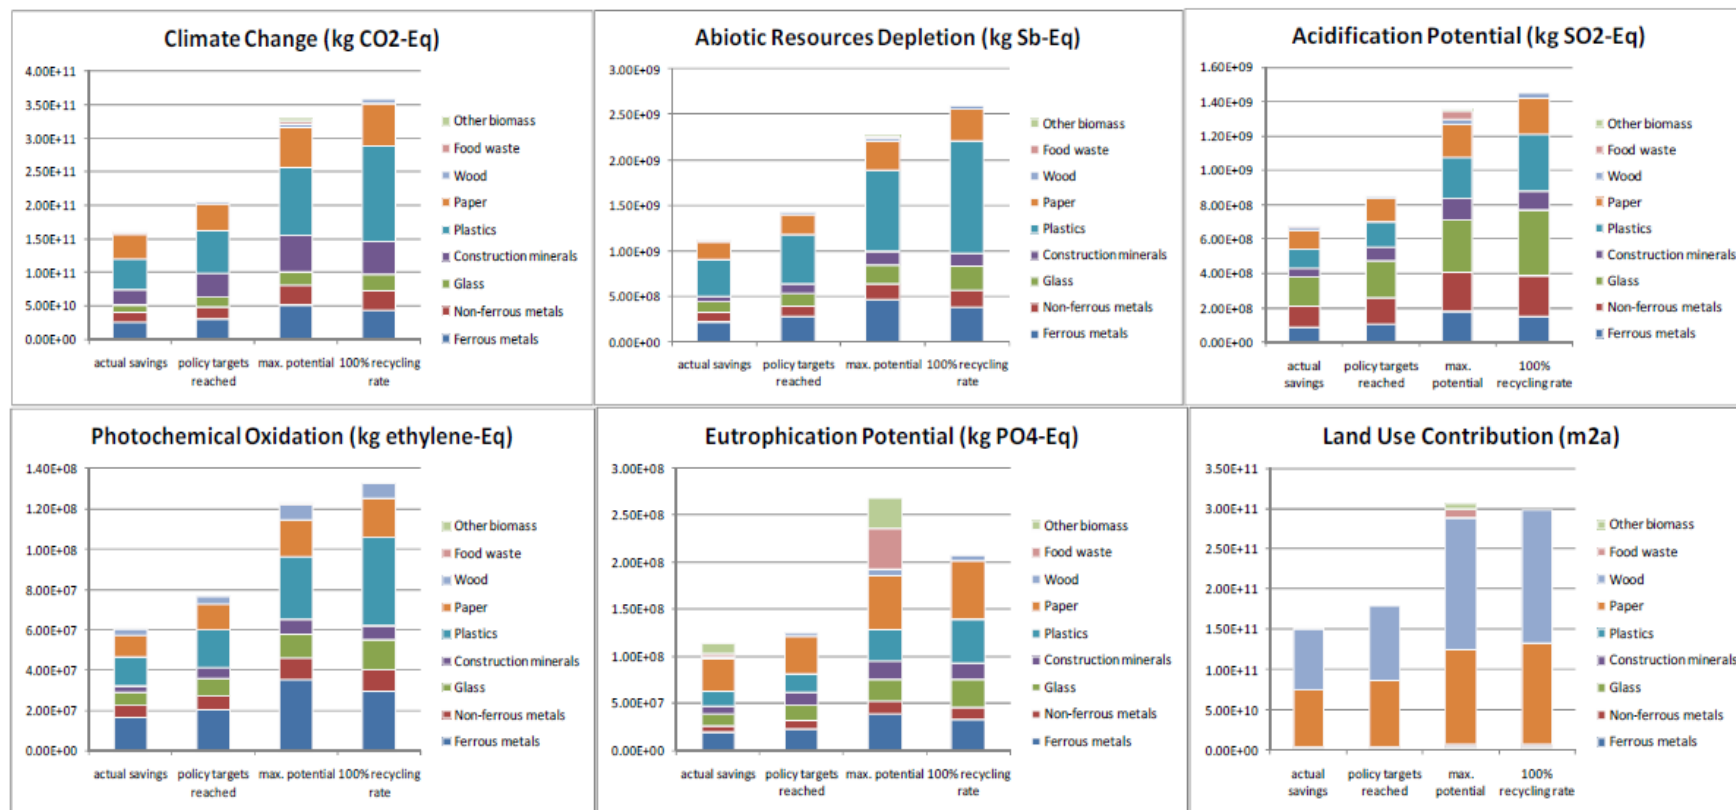 Climate Change (kg CO2-Eq)
4.00E+11
3.50E+11
3.00E+11
2.50E+11
2.00E+11
1.50E+11
1.00E+11
5.00E+10
0.00E+00
actual savings
policy targets
reached
max. potential
100% recycling
rate
Other biomass
Food waste
Wood
Paper
Plastics
Construction minerals
Glass
Non-ferrous metals
Ferrous metals
Abiotic Resources Depletion (kg Sb-Eq)
3.00E+09
2.50E+09
2.00E+09
1.50E+09
1.00E+09
5.00E+08
0.00E+00
actual savings
policy targets
reached
max. potential
100% recycling
rate
Other biomass
Food waste
Wood
Paper
Plastics
Construction minerals
Glass
Non-ferrous metals
Ferrous metals
Acidification Potential (kg SO2-Eq)
1.60E+09
1.40E+09
1.20E+09
1.00E+09
8.00E+08
6.00E+08
4.00E+08
2.00E+08
0.00E+00
actual
savings
policy targets
reached
max.
potential
100%
recycling rate
Other biomass
Food waste
Wood
Paper
Plastics
Construction minerals
Glass
Non-ferrous metals
Ferrous metals
Photochemical Oxidation (kg ethylene-Eq)
1.40E+08
1.20E+08
1.00E+08
8.00E+07
6.00E+07
4.00E+07
2.00E+07
0.00E+00
actual savings
policy targets
reached
max. potential
100% recycling
rate
Other biomass
Food waste
Wood
Paper
Plastics
Construction minerals
Glass
Non-ferrous metals
Ferrous metals
Eutrophication Potential (kg PO4-Eq)
3.00E+08
2.50E+08
2.00E+08
1.50E+08
1.00E+08
5.00E+07
0.00E+00
actual savings
policy targets
reached
max. potential
100% recycling
rate
Other biomass
Food waste
Wood
Paper
Plastics
Construction minerals
Glass
Non-ferrous metals
Ferrous metals
Land Use Contribution (m2a)
3.50E+11
3.00E+11
2.50E+11
2.00E+11
1.50E+11
1.00E+11
5.00E+10
0.00E+00
actual
savings
policy targets
reached
max.
potential
100%
recycling rate
Other biomass
Food waste
Wood
Paper
Plastics
Construction minerals
Glass
Non-ferrous metals
Ferrous metals